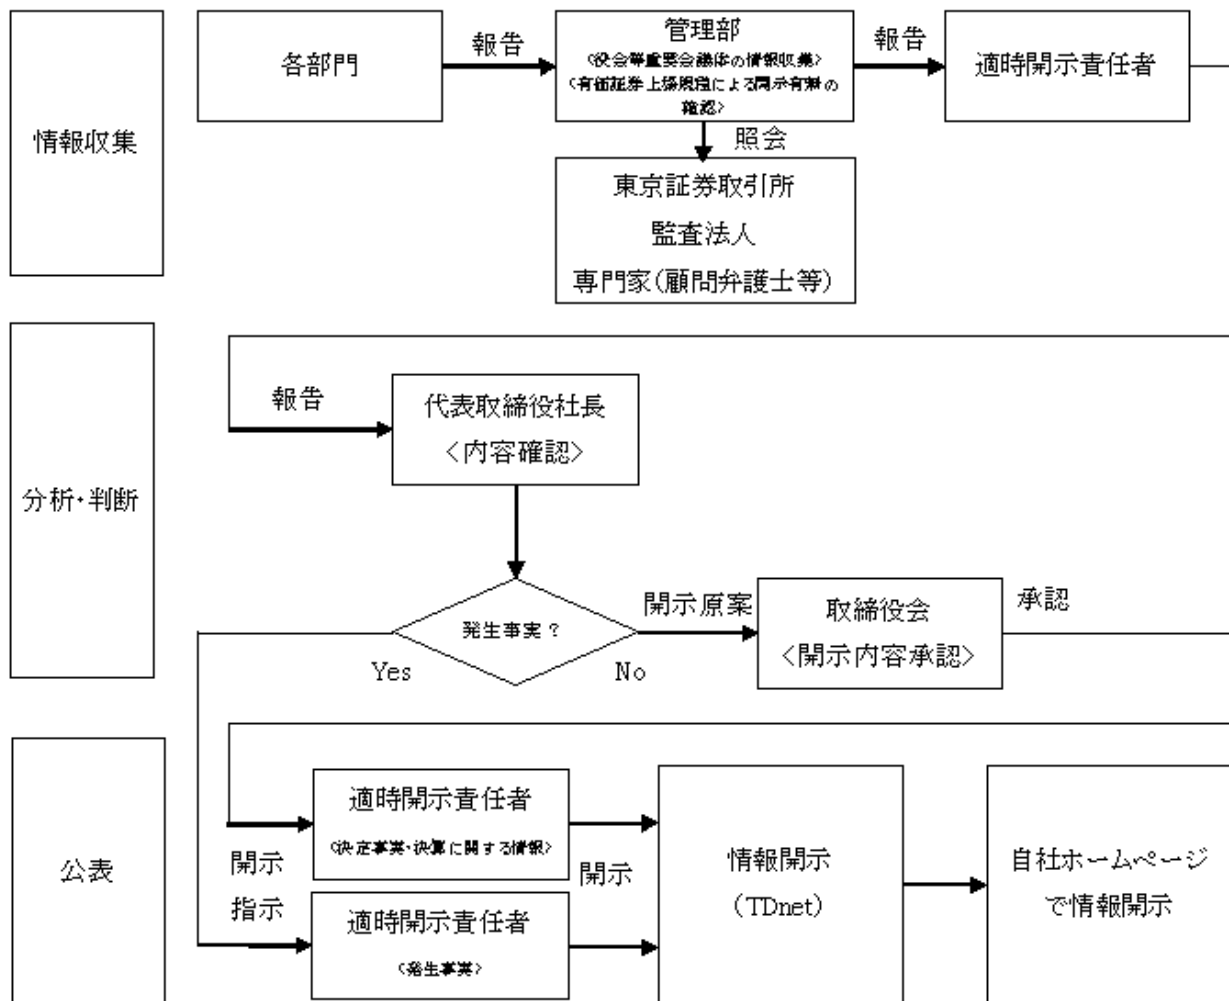 情報収集
各部門
報告
管理部
<役会等重要会議体の情報収集>
<有価証券上場規程による開示有無の
確認>
報告
適時開示責任者
照会
東京証券取引所
監査法人
専門家(顧問弁護士等)
分析・判断
報告
代表取締役社長
<内容確認>
発生事実？
Yes
No
開示原案
取締役会
<開示内容承認>
承認
公表
開示
指示
適時開示責任者
<決定事実・決算に関する情報>
適時開示責任者
<発生事実>
開示
情報開示
(TDnet)
自社ホームページ
で情報開示